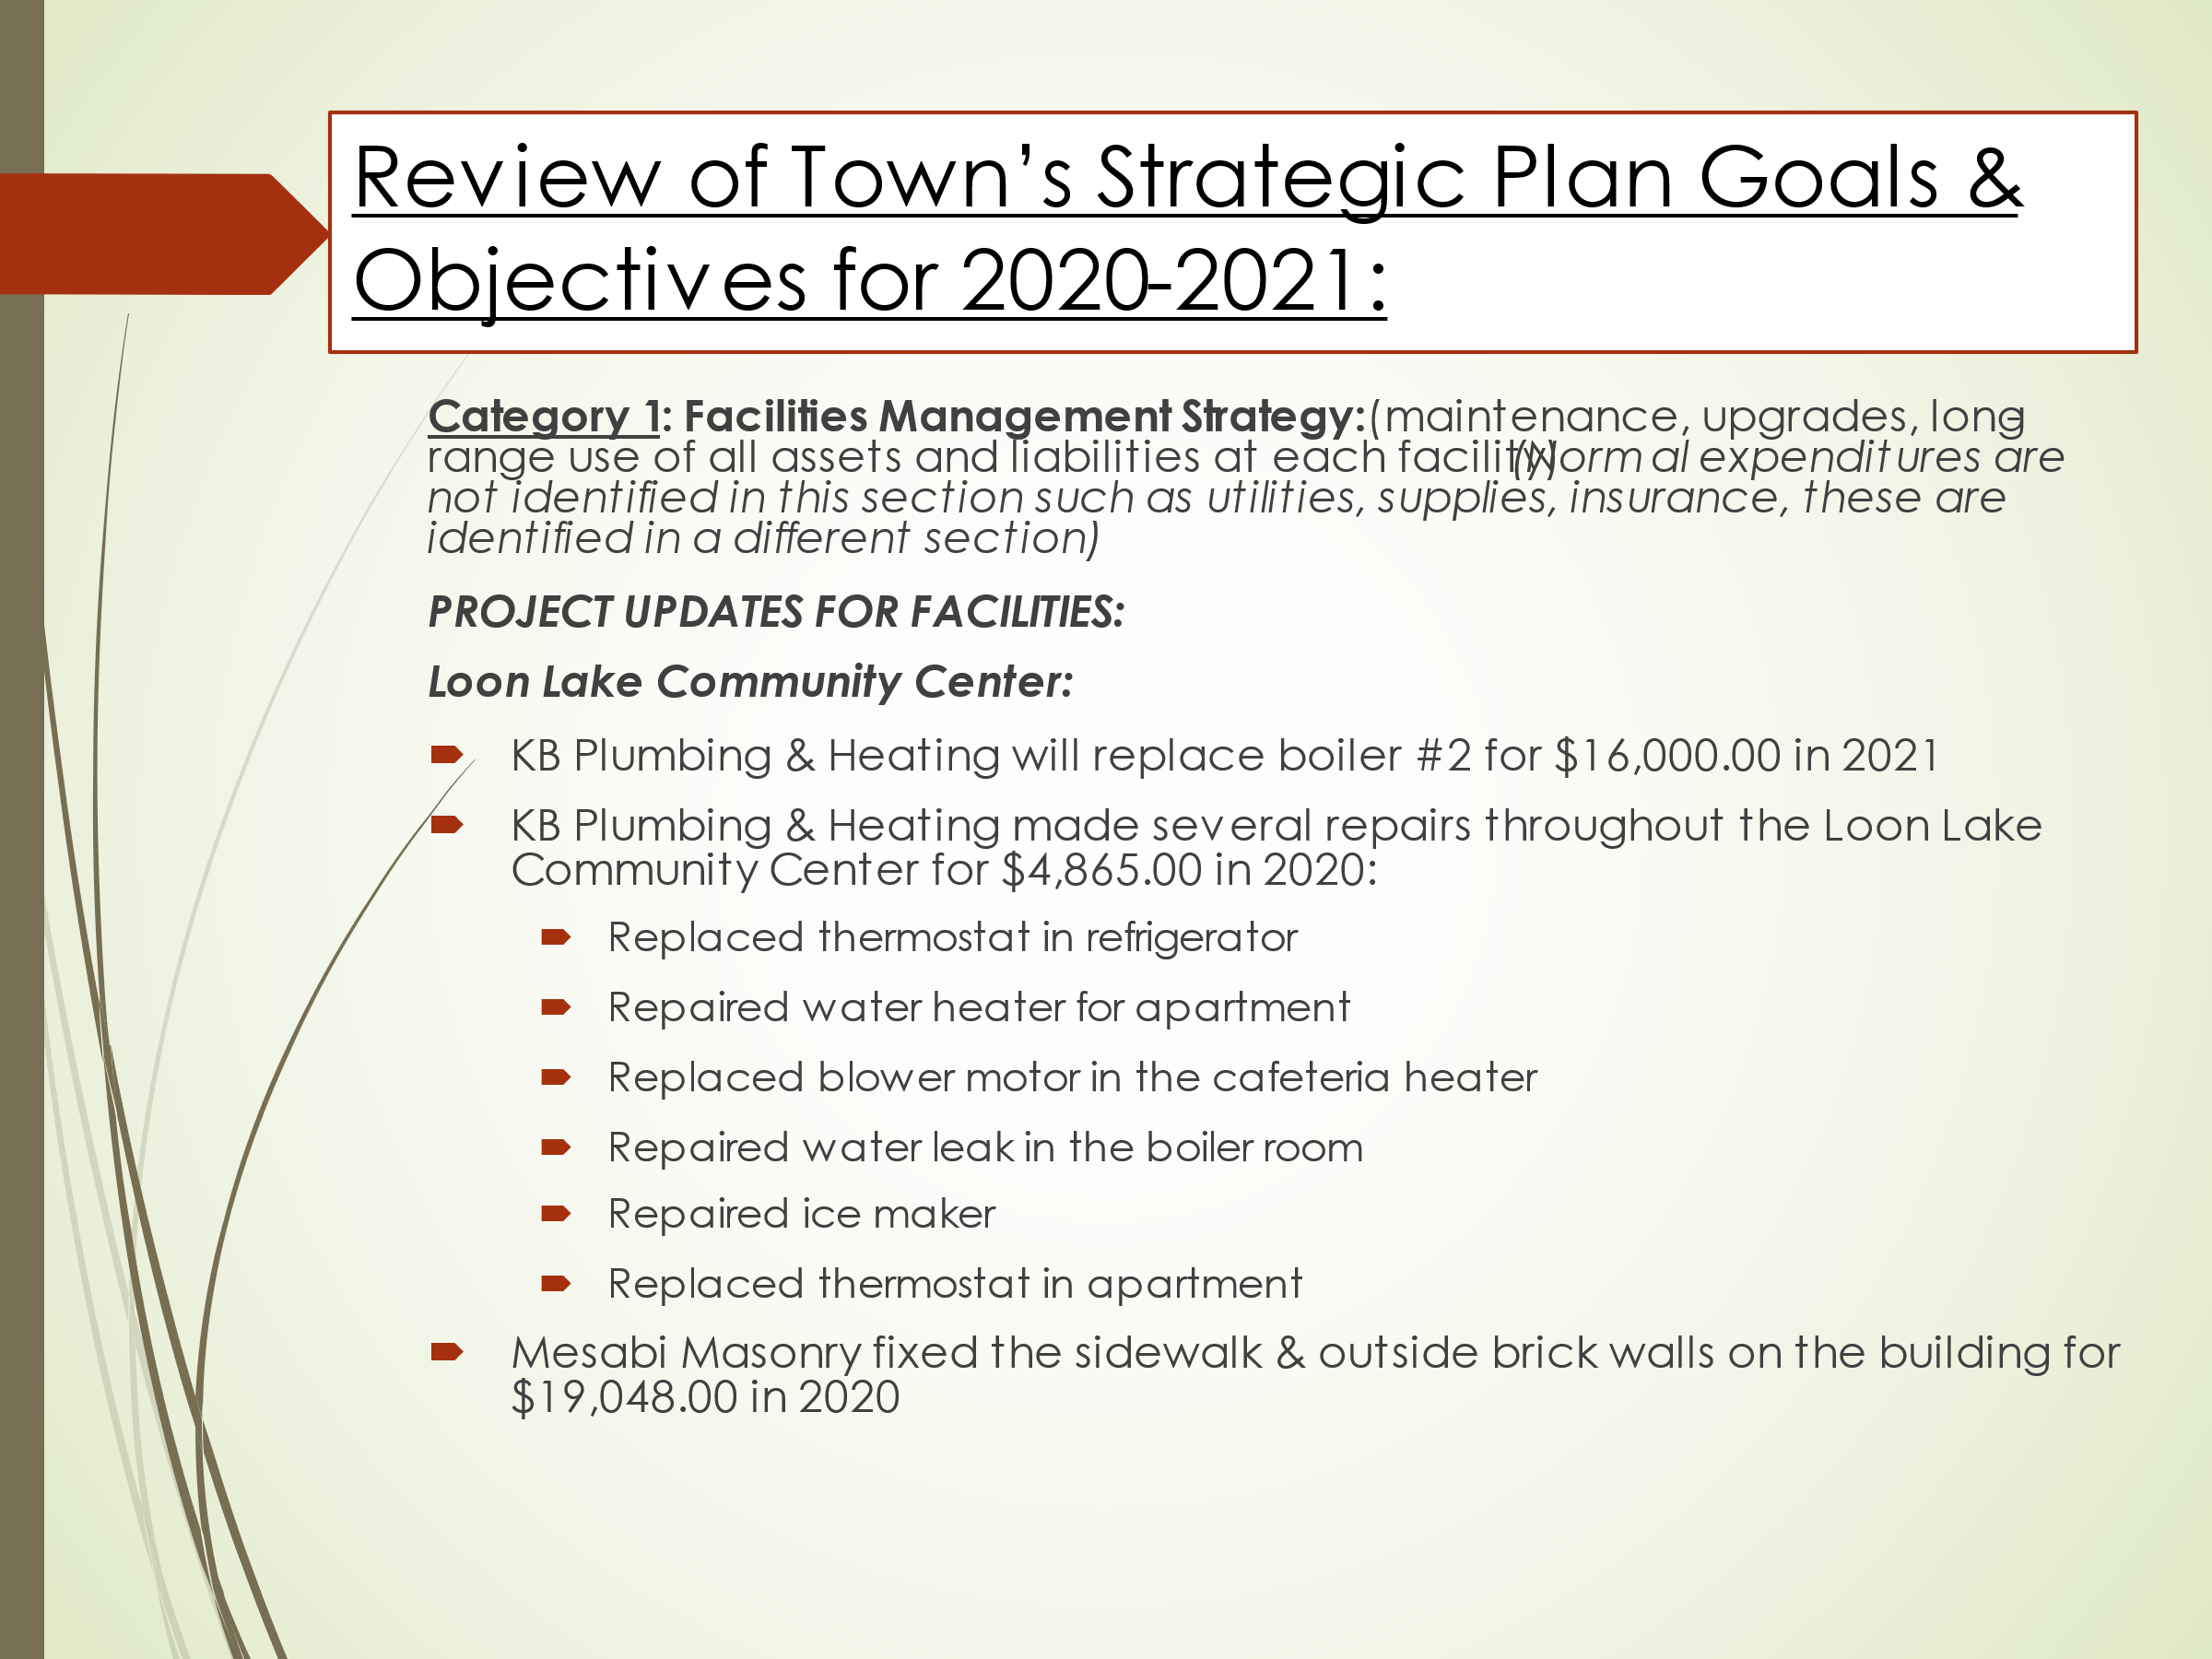 Review of Town’s Strategic Plan Goals &
Objectives for 2020-2021:
Category 1: Facilities Management Strategy:(maintenance, upgrades, long-
range use of all assets and liabilities at each facility) (Normal expenditures are
not identified in this section such as utilities, supplies, insurance, these are
identified in a different section)
PROJECT UPDATES FOR FACILITIES:
Loon Lake Community Center:
KB Plumbing & Heating will replace boiler #2 for $16,000.00 in 2021
KB Plumbing & Heating made several repairs throughout the Loon Lake
Community Center for $4,865.00 in 2020:
Replaced thermostat in refrigerator
Repaired water heater for apartment
Replaced blower motor in the cafeteria heater
Repaired water leak in the boiler room
Repaired ice maker
Replaced thermostat in apartment
Mesabi Masonry fixed the sidewalk & outside brick walls on the building for
$19,048.00 in 2020